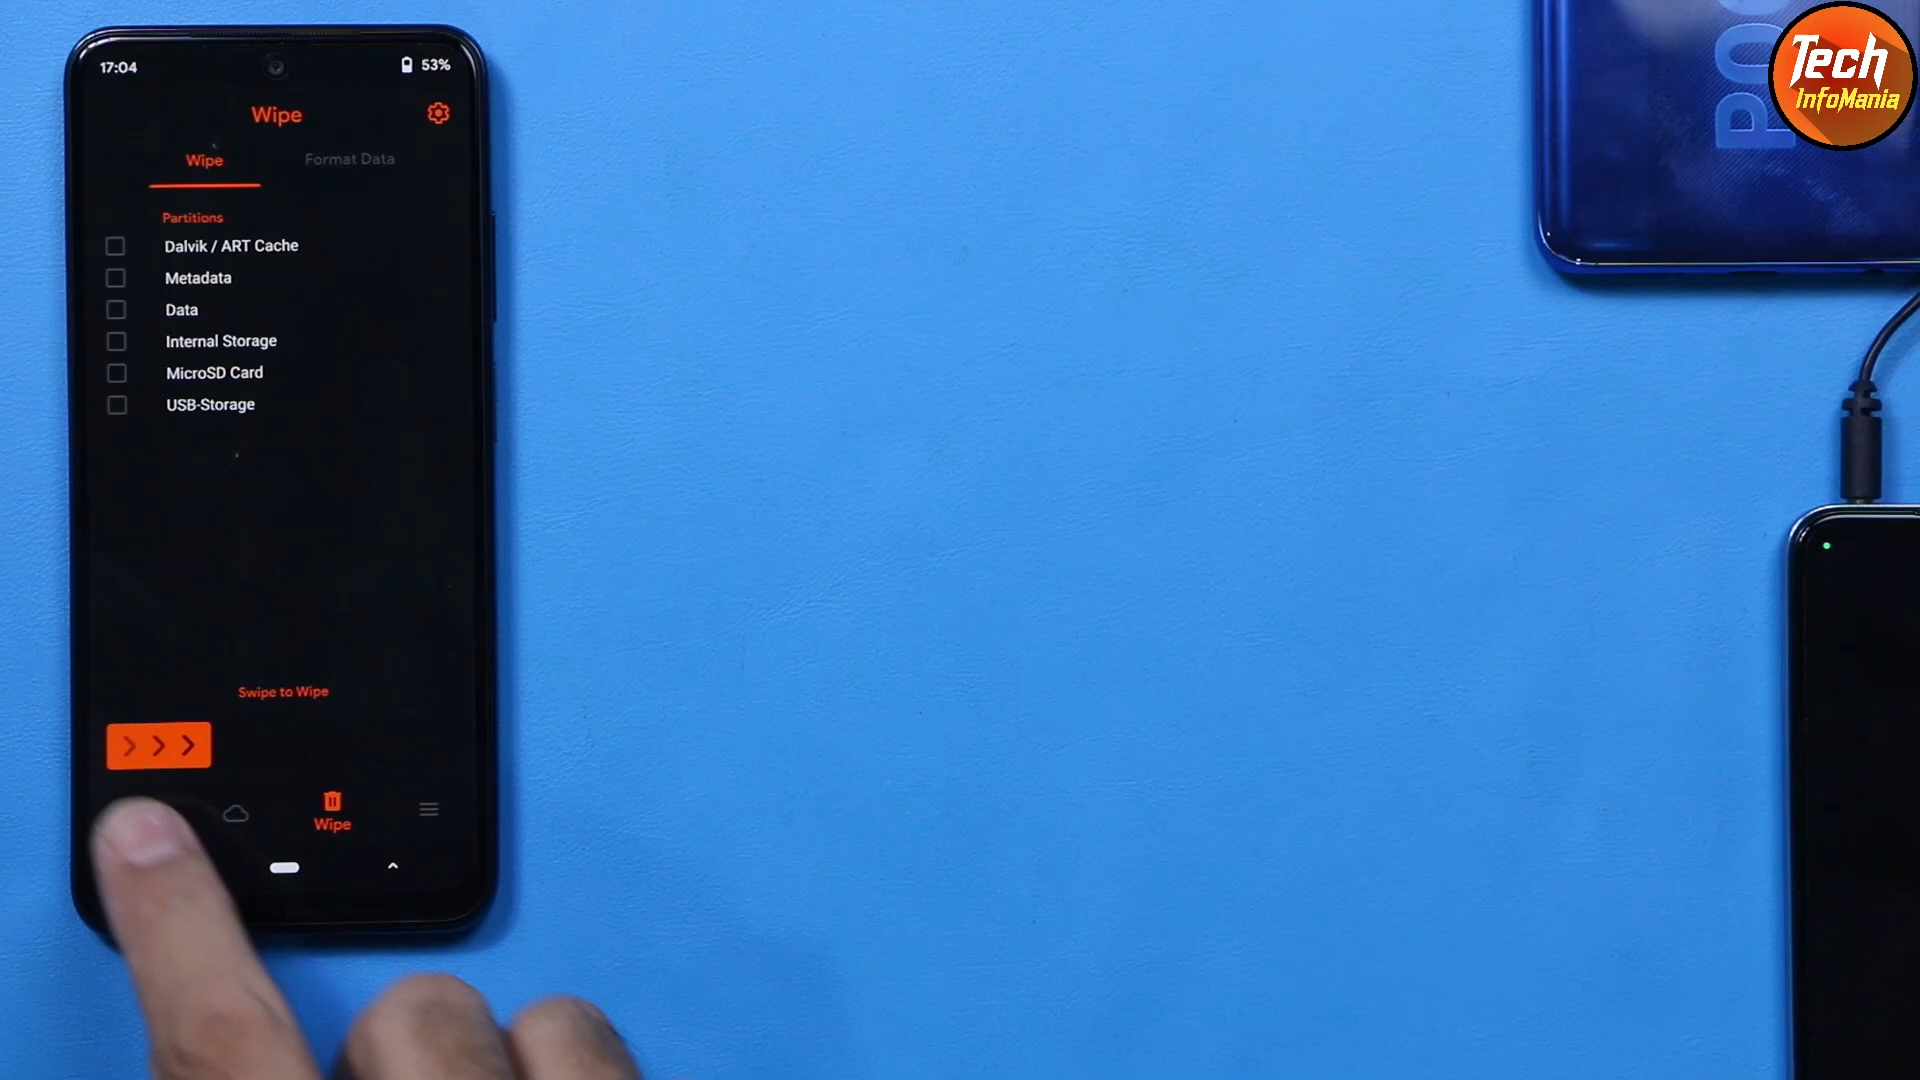 17:04
53%
Wipe
Wipe
Format Data
Partitions
Dalvik / ART Cache
Metadata
Data
Internal Storage
MicroSD Card
USB-Storage
Swipe to Wipe
Wipe
Tech
InfoMania